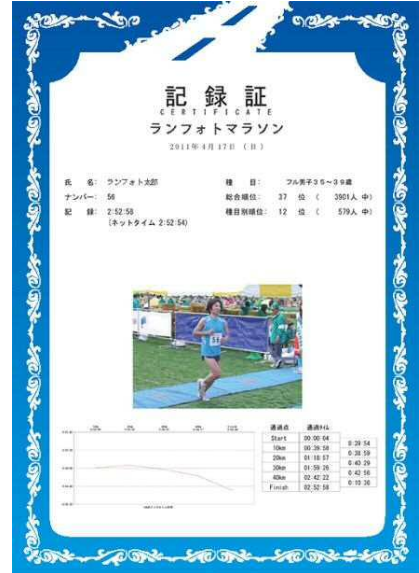 記録証
CERTIFICATE
ランフォトマラソン
2011年4月17日（日）
氏 名: ランフォト太郎
種 目: フル男子35〜39歳
ナンバー: 56
総合順位: 37 位 ( 3901人 中)
記 録: 2:52:58
種目別順位: 12 位 ( 579人 中)
(ネットタイム 2:52:54)
通過点 通過タイム
Start 00:00:04
0:39:54
10km 00:39:58
0:38:59
20km 01:18:57
0:40:29
30km 01:59:26
0:42:56
40km 02:42:22
0:10:36
Finish 02:52:58